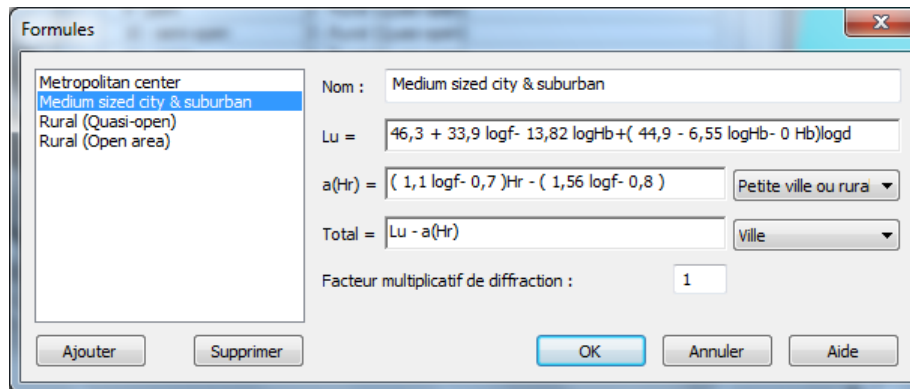 Formules
Metropolitan center
Medium sized city & suburban
Rural (Quasi-open)
Rural (Open area)
Nom : Medium sized city & suburban
Lu = 46,3 + 33,9 logf- 13,82 logHb+( 44,9 - 6,55 logHb- 0 Hb)logd
a(Hr) = ( 1,1 logf- 0,7 )Hr - ( 1,56 logf- 0,8 ) Petite ville ou rural
Total = Lu - a(Hr) Ville
Facteur multiplicatif de diffraction : 1
Ajouter Supprimer OK Annuler Aide